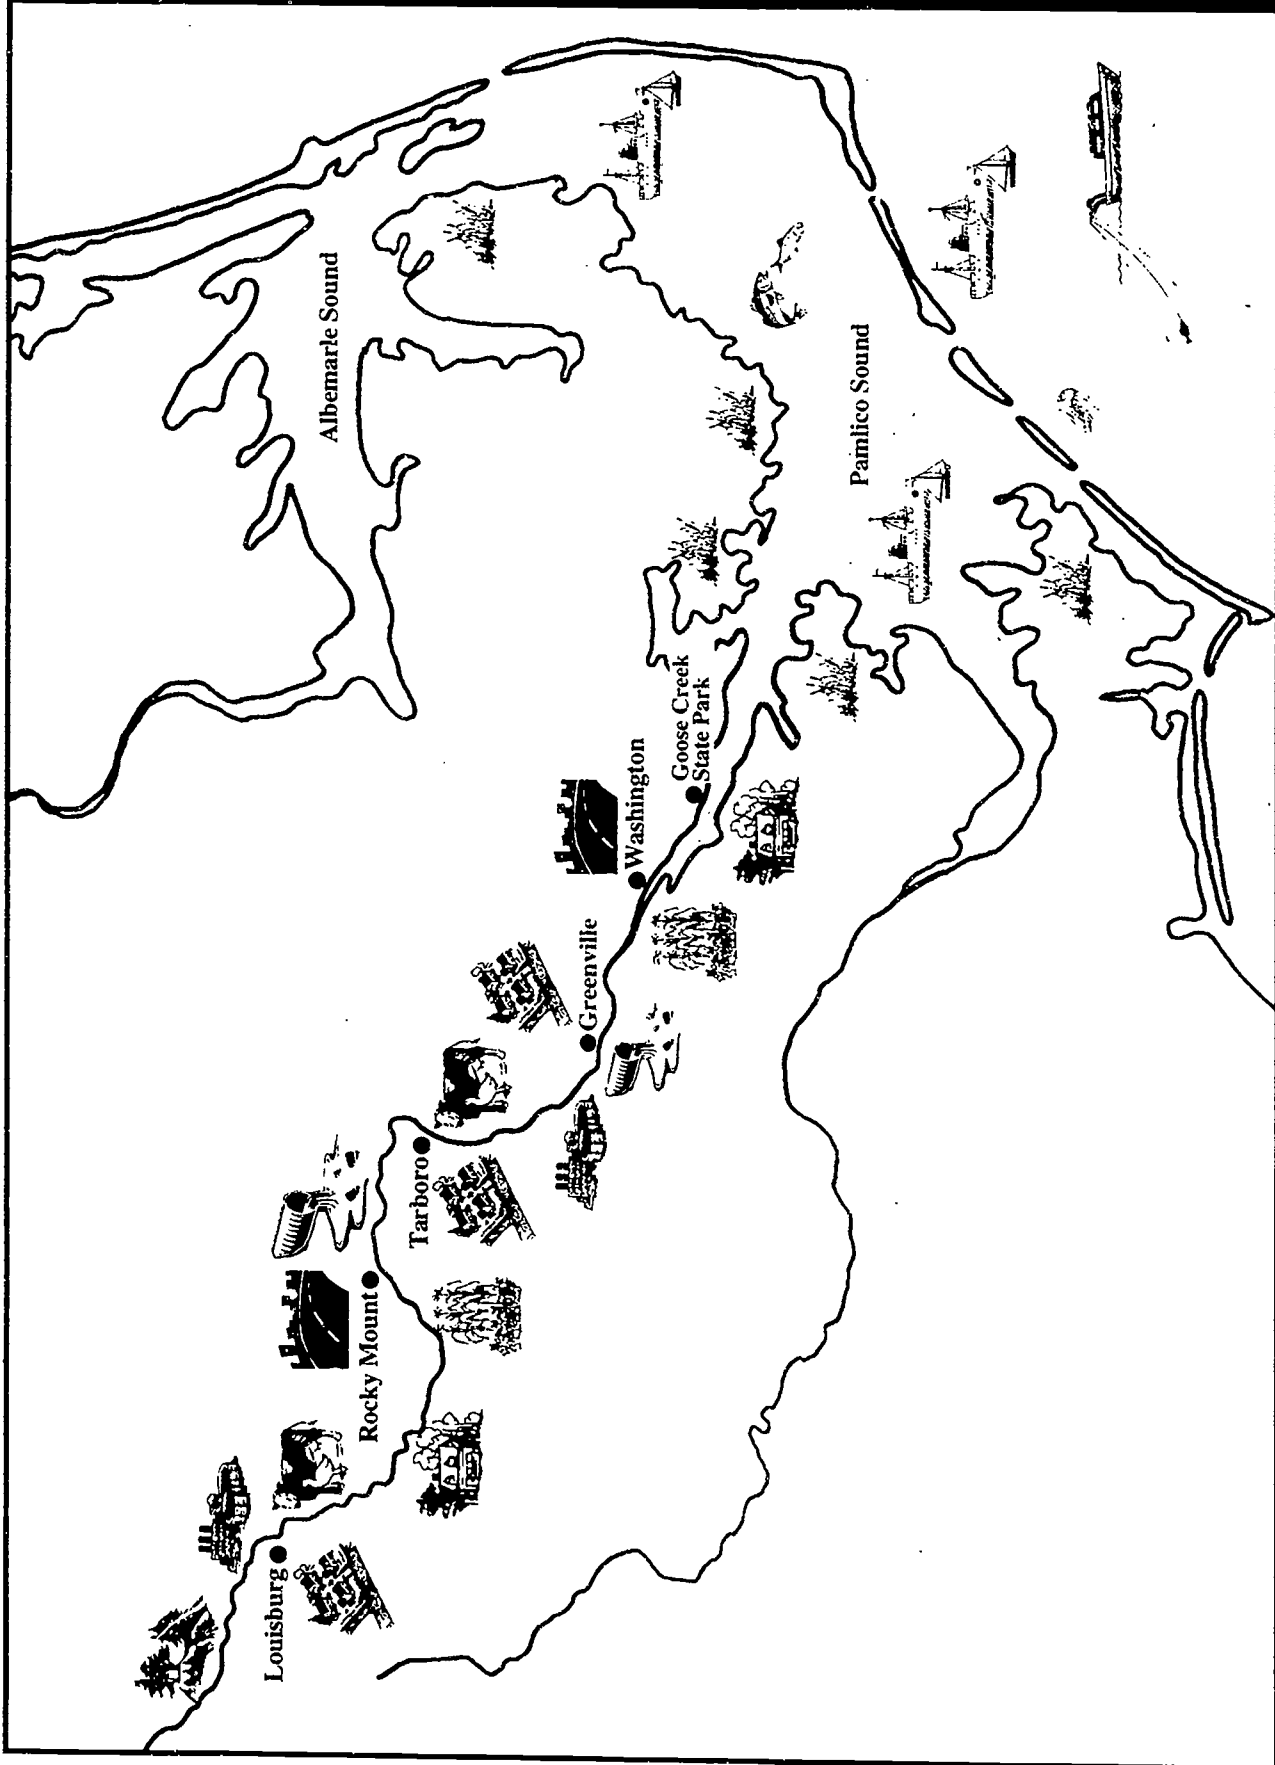 Albemarle Sound
Pamlico Sound
Goose Creek
State Park
Washington
Greenville
Tarboro
Rocky Mount
Louisburg